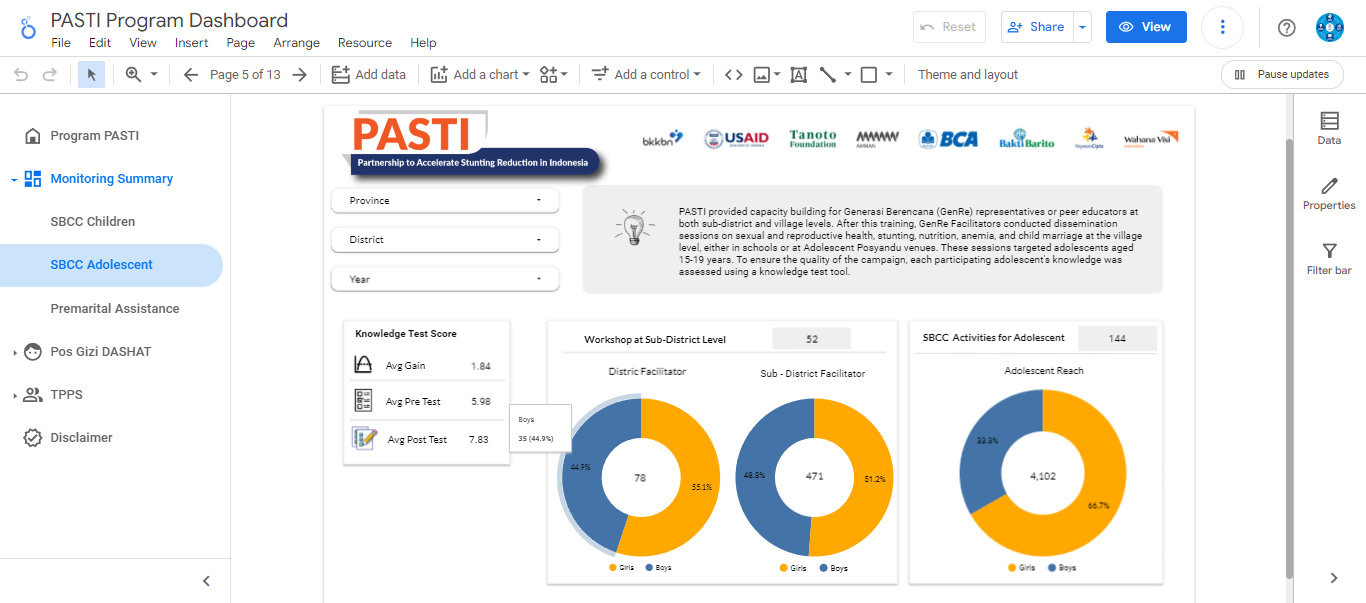 PASTI Program Dashboard
File Edit View Insert Page Arrange Resource Help
Reset
Share
View
Page 5 of 13
Add data
Add a chart
Add a control
Theme and layout
Pause updates
Program PASTI
Monitoring Summary
SBCC Children
SBCC Adolescent
Premarital Assistance
Pos Gizi DASHAT
TPPS
Disclaimer
PASTI
Partnership to Accelerate Stunting Reduction in Indonesia
bkkbn
USAID
Tanoto
Foundation
AMMAN
BCA
Bakti Barito
YayasanCipta
Wahana Visi
Province
District
Year
PASTI provided capacity building for Generasi Berencana (GenRe) representatives or peer educators at
both sub-district and village levels. After this training, GenRe Facilitators conducted dissemination
sessions on sexual and reproductive health, stunting, nutrition, anemia, and child marriage at the village
level, either in schools or at Adolescent Posyandu venues. These sessions targeted adolescents aged
15-19 years. To ensure the quality of the campaign, each participating adolescent's knowledge was
assessed using a knowledge test tool.
Knowledge Test Score
Avg Gain 1.84
Avg Pre Test 5.98
Avg Post Test 7.83
Workshop at Sub-District Level 52
Distric Facilitator
Boys
35 (44.9%)
44.9%
78
55.1%
Girls Boys
Sub - District Facilitator
48.8%
471
51.2%
Girls Boys
SBCC Activities for Adolescent 144
Adolescent Reach
33.3%
4,102
66.7%
Girls Boys
Data
Properties
Filter bar